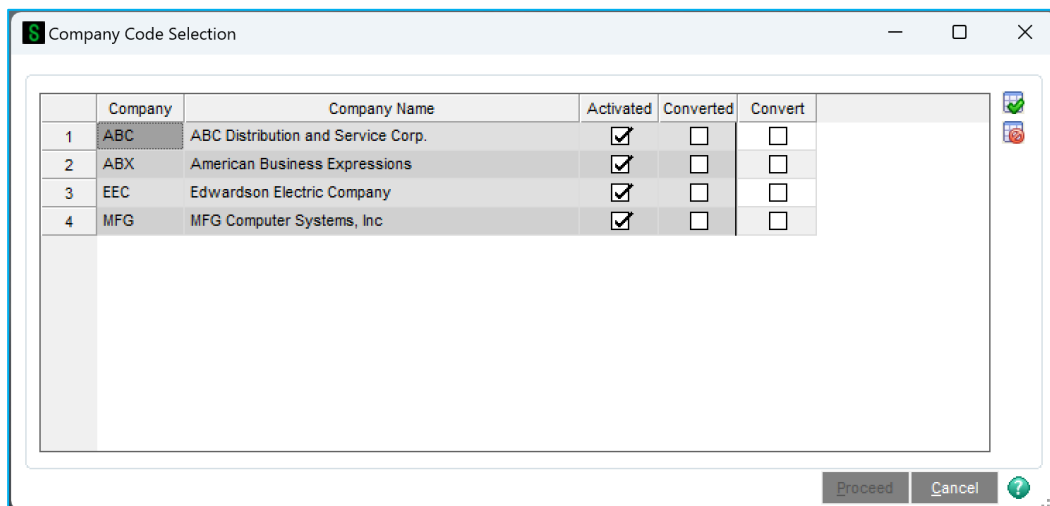 S Company Code Selection
Company Company Name Activated Converted Convert
1 ABC ABC Distribution and Service Corp.
2 ABX American Business Expressions
3 EEC Edwardson Electric Company
4 MFG MFG Computer Systems, Inc
Proceed Cancel ?